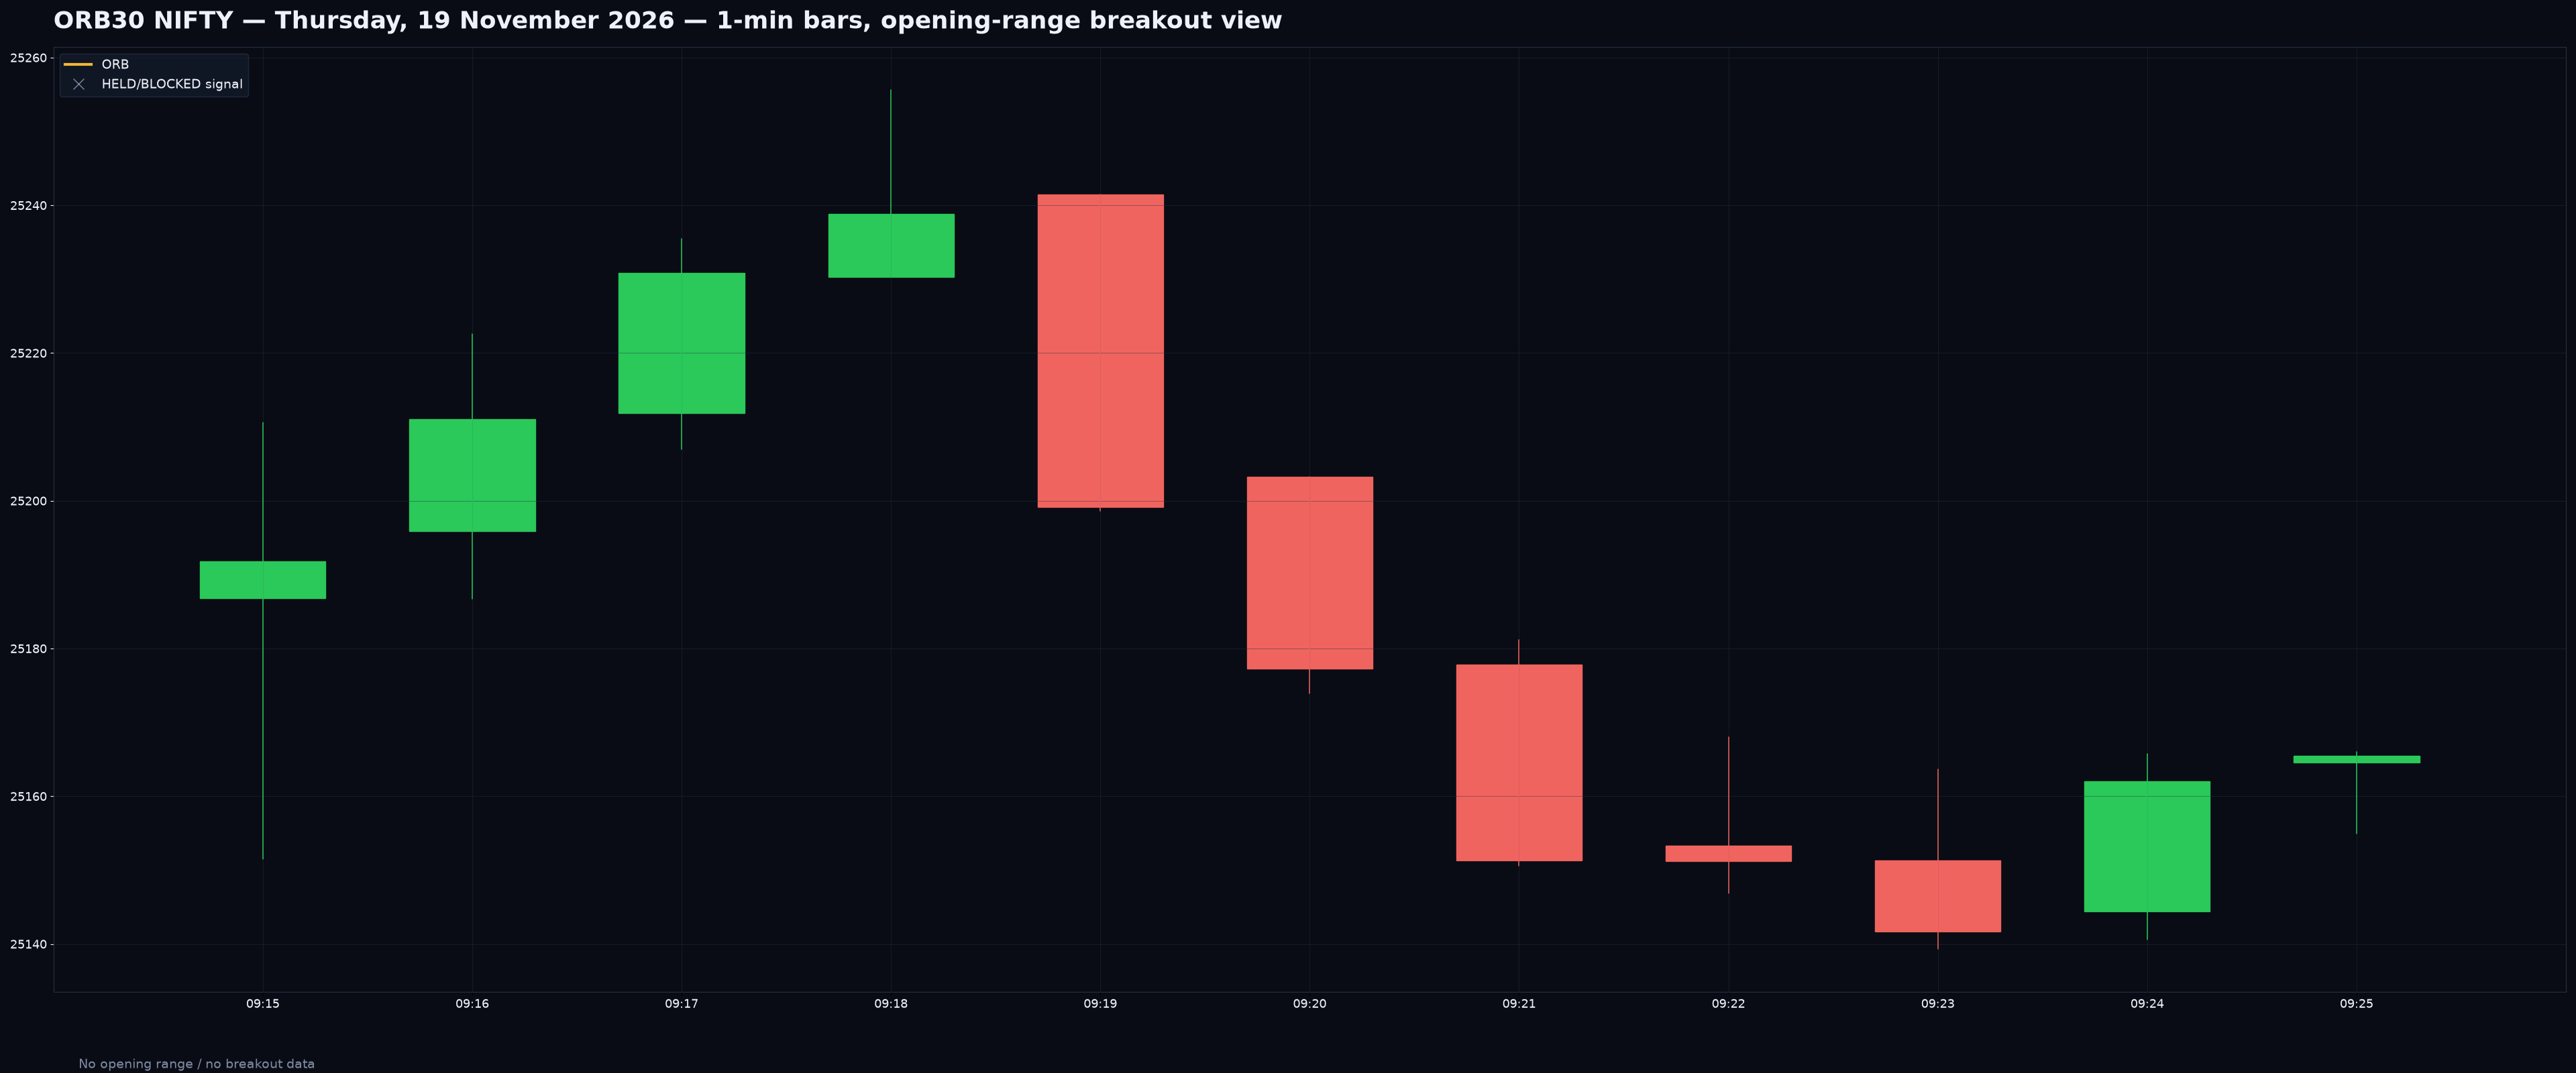 ORB30 NIFTY — Thursday, 19 November 2026 — 1-min bars, opening-range breakout view
ORB
HELD/BLOCKED signal
25260
25240
25220
25200
25180
25160
25140
09:15 09:16 09:17 09:18 09:19 09:20 09:21 09:22 09:23 09:24 09:25
No opening range / no breakout data